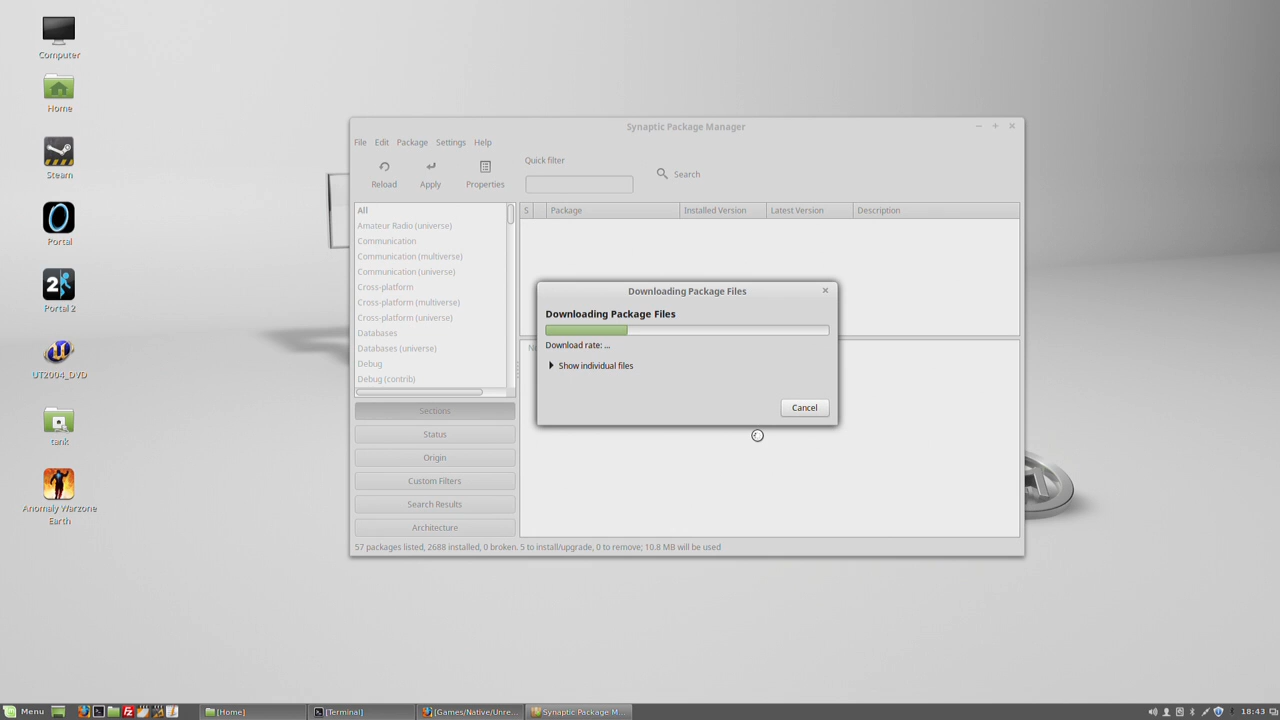 Computer
Home
Steam
Portal
Portal 2
UT2004_DVD
tank
Anomaly Warzone
Earth
Synaptic Package Manager
File Edit Package Settings Help
Reload
Apply
Properties
Quick filter
Search
All
Amateur Radio (universe)
Communication
Communication (multiverse)
Communication (universe)
Cross-platform
Cross-platform (multiverse)
Cross-platform (universe)
Databases
Databases (universe)
Debug
Debug (contrib)
Sections
Status
Origin
Custom Filters
Search Results
Architecture
S Package Installed Version Latest Version Description
Downloading Package Files
Downloading Package Files
Download rate: ...
Show individual files
Cancel
57 packages listed, 2688 installed, 0 broken. 5 to install/upgrade, 0 to remove; 10.8 MB will be used
Menu
[Home]
[Terminal]
[Games/Native/Unre...
Synaptic Package M...
18:43